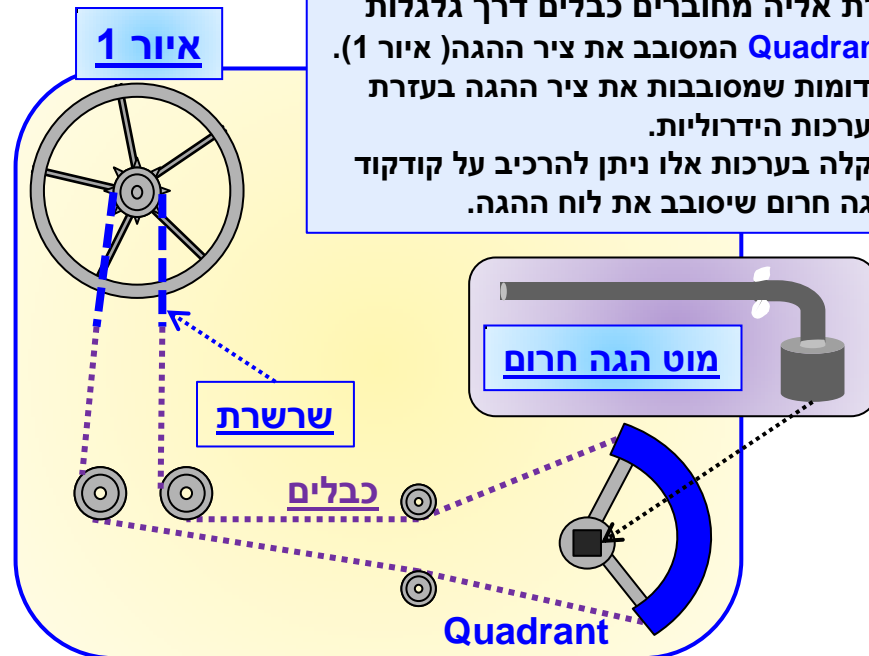 רת אליה מחוברים כבלים דרך גלגלות
Quadran המסובב את ציר ההגה( איור 1).
דומות שמסובבות את ציר ההגה בעזרת
ערכות הידרוליות.
קלה בערכות אלו ניתן להרכיב על קודקוד
גה חרום שיסובב את לוח ההגה.
איור 1
מוט הגה חרום
שרשרת
כבלים
Quadrant